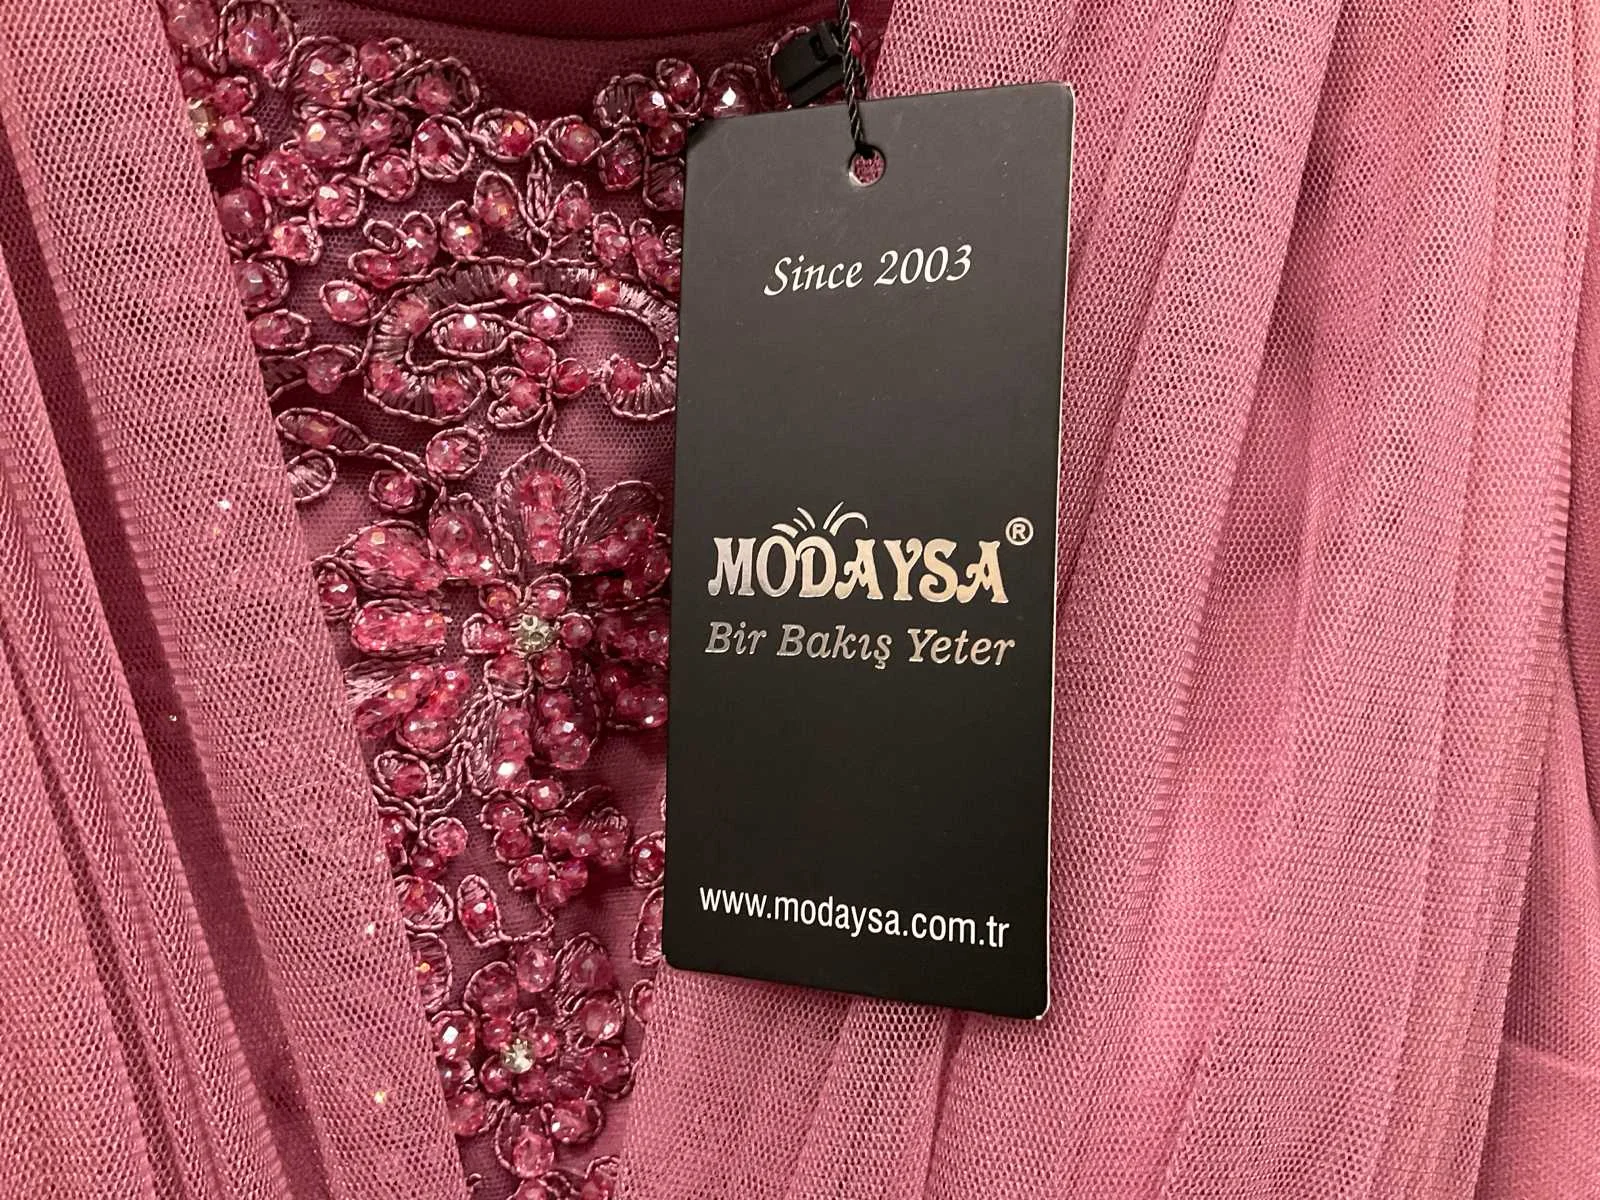 Since 2003
MODAYSA®
Bir Bakış Yeter
www.modaysa.com.tr